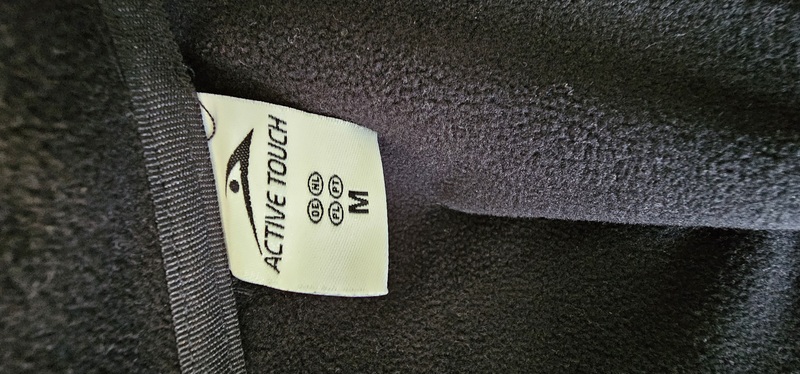 ACTIVE TOUCH
DE NL
PL PT
M